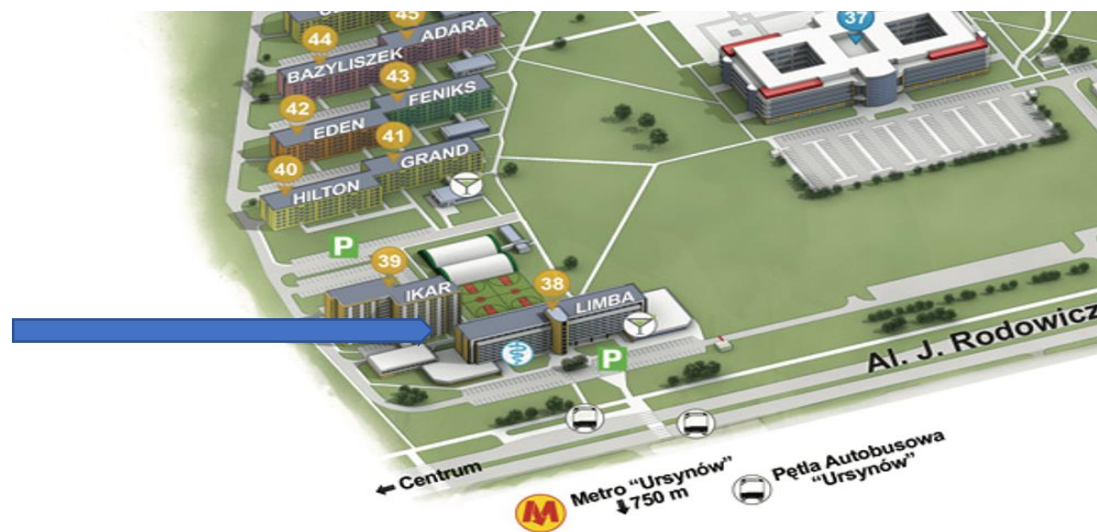 45
37
44
ADARA
BAZYLISZEK
43
FENIKS
42
EDEN
41
GRAND
40
HILTON
P
39
IKAR
38
LIMBA
P
Al. J. Rodowicz
← Centrum
M
Metro "Ursynów"
↓750 m
Pętla Autobusowa
"Ursynów"